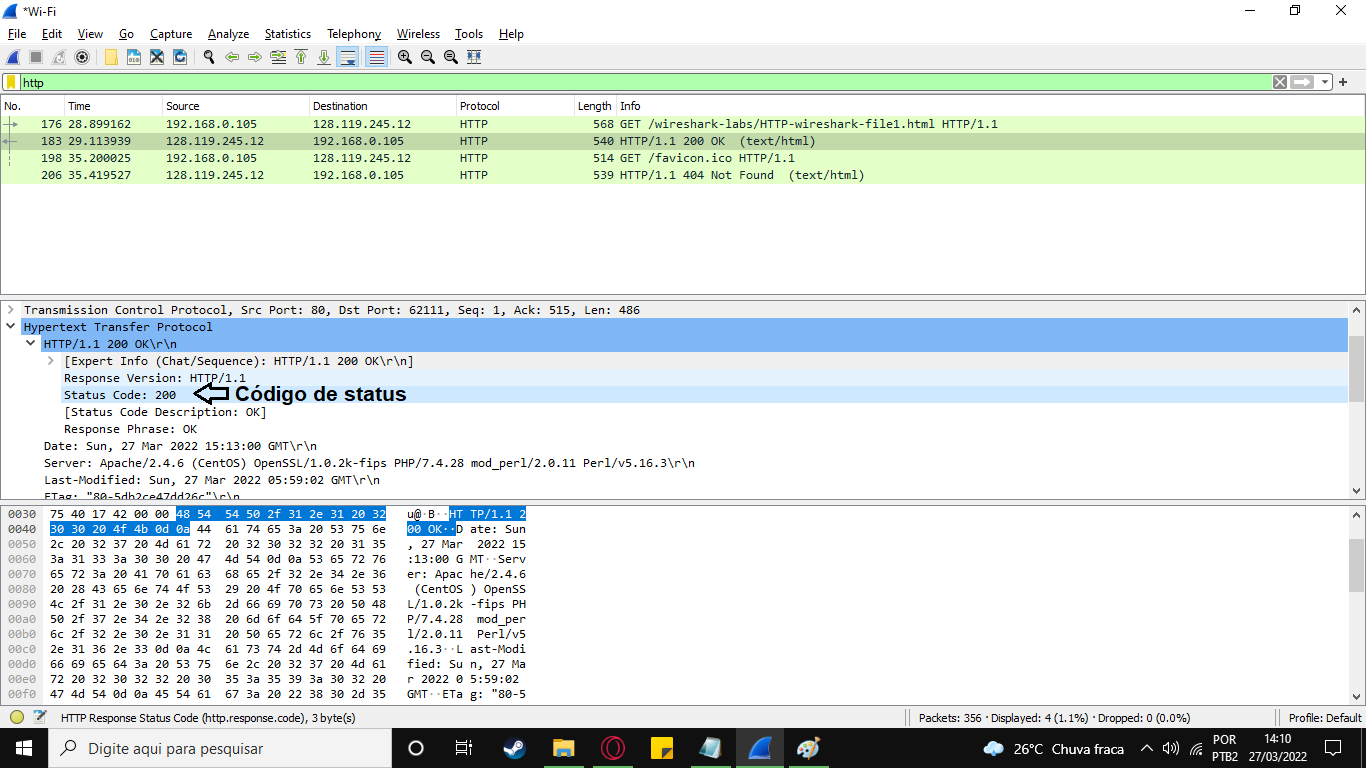 *Wi-Fi
File Edit View Go Capture Analyze Statistics Telephony Wireless Tools Help
http
No. Time Source Destination Protocol Length Info
176 28.899162 192.168.0.105 128.119.245.12 HTTP 568 GET /wireshark-labs/HTTP-wireshark-file1.html HTTP/1.1
183 29.113939 128.119.245.12 192.168.0.105 HTTP 540 HTTP/1.1 200 OK (text/html)
198 35.200025 192.168.0.105 128.119.245.12 HTTP 514 GET /favicon.ico HTTP/1.1
206 35.419527 128.119.245.12 192.168.0.105 HTTP 539 HTTP/1.1 404 Not Found (text/html)
Transmission Control Protocol, Src Port: 80, Dst Port: 62111, Seq: 1, Ack: 515, Len: 486
Hypertext Transfer Protocol
HTTP/1.1 200 OK\r\n
[Expert Info (Chat/Sequence): HTTP/1.1 200 OK\r\n]
Response Version: HTTP/1.1
Status Code: 200 Código de status
[Status Code Description: OK]
Response Phrase: OK
Date: Sun, 27 Mar 2022 15:13:00 GMT\r\n
Server: Apache/2.4.6 (CentOS) OpenSSL/1.0.2k-fips PHP/7.4.28 mod_perl/2.0.11 Perl/v5.16.3\r\n
Last-Modified: Sun, 27 Mar 2022 05:59:02 GMT\r\n
ETag: "80-5db2ce47dd26c"\r\n
0030 75 40 17 42 00 00 48 54 54 50 2f 31 2e 31 20 32 u@·B··HT TP/1.1 2
0040 30 30 20 4f 4b 0d 0a 44 61 74 65 3a 20 53 75 6e 00 OK··D ate: Sun
0050 2c 20 32 37 20 4d 61 72 20 32 30 32 32 20 31 35 , 27 Mar 2022 15
0060 3a 31 33 3a 30 30 20 47 4d 54 0d 0a 53 65 72 76 :13:00 G MT··Serv
0070 65 72 3a 20 41 70 61 63 68 65 2f 32 2e 34 2e 36 er: Apac he/2.4.6
0080 20 28 43 65 6e 74 4f 53 29 20 4f 70 65 6e 53 53 (CentOS ) OpenSS
0090 4c 2f 31 2e 30 2e 32 6b 2d 66 69 70 73 20 50 48 L/1.0.2k -fips PH
00a0 50 2f 37 2e 34 2e 32 38 20 6d 6f 64 5f 70 65 72 P/7.4.28 mod_per
00b0 6c 2f 32 2e 30 2e 31 31 20 50 65 72 6c 2f 76 35 l/2.0.11 Perl/v5
00c0 2e 31 36 2e 33 0d 0a 4c 61 73 74 2d 4d 6f 64 69 .16.3··L ast-Modi
00d0 66 69 65 64 3a 20 53 75 6e 2c 20 32 37 20 4d 61 fied: Su n, 27 Ma
00e0 72 20 32 30 32 32 20 30 35 3a 35 39 3a 30 32 20 r 2022 0 5:59:02
00f0 47 4d 54 0d 0a 45 54 61 67 3a 20 22 38 30 2d 35 GMT··ETa g: "80-5
HTTP Response Status Code (http.response.code), 3 byte(s) Packets: 356 · Displayed: 4 (1.1%) · Dropped: 0 (0.0%) Profile: Default
Digite aqui para pesquisar 26°C Chuva fraca POR PTB2 14:10 27/03/2022